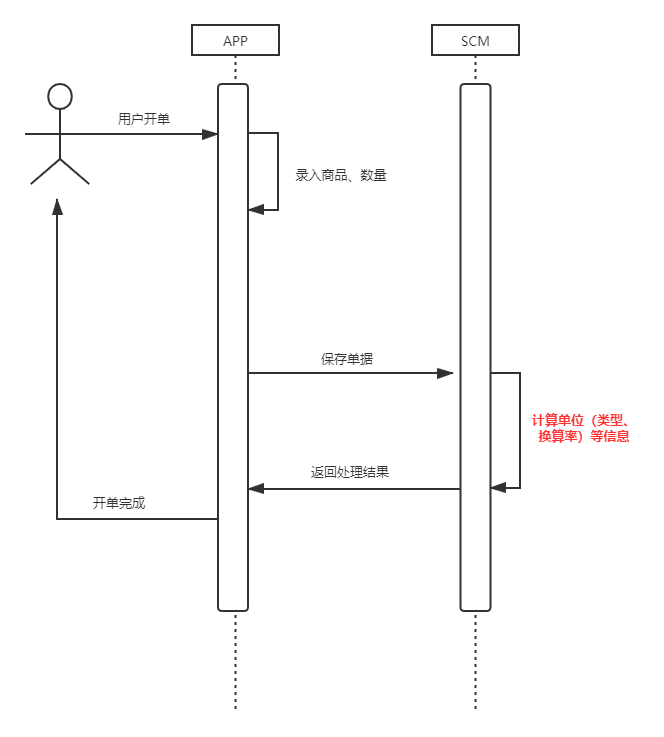 APP
SCM
用户开单
录入商品、数量
保存单据
计算单位（类型、
换算率）等信息
返回处理结果
开单完成